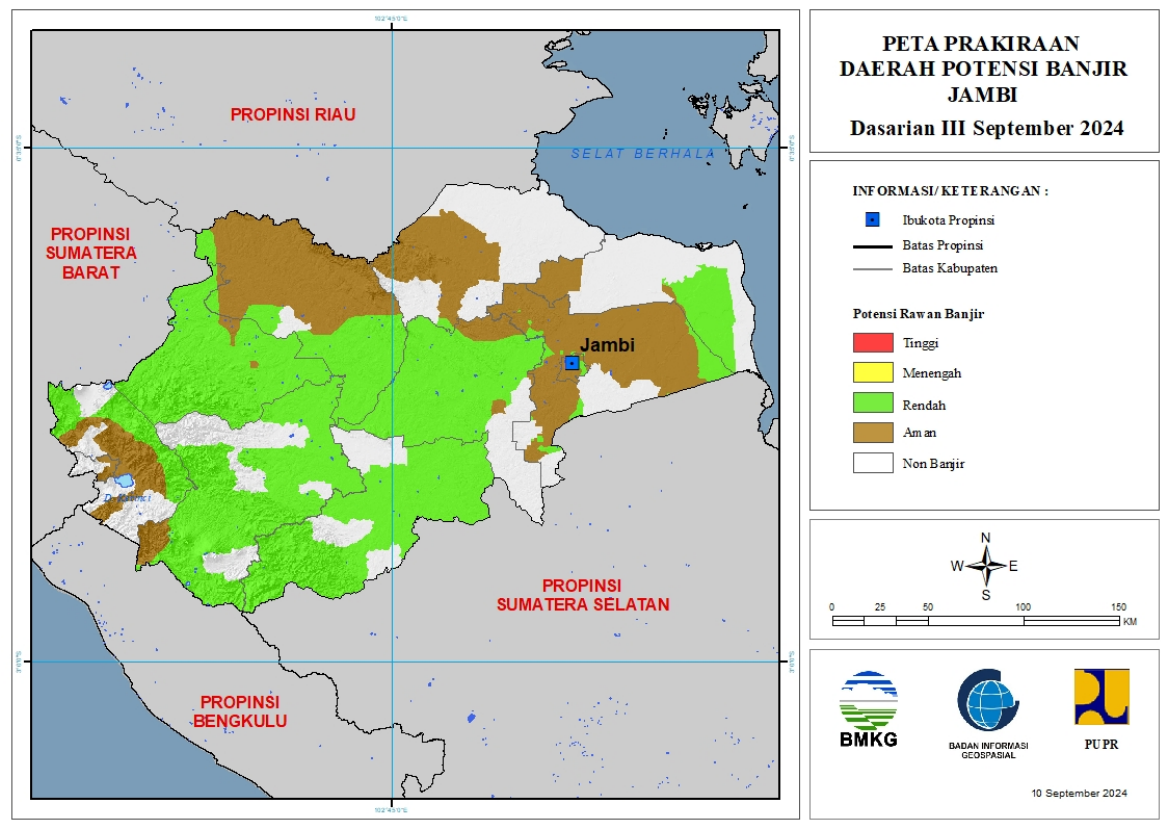 PETA PRAKIRAAN
DAERAH POTENSI BANJIR
JAMBI
Dasarian III September 2024
PROPINSI RIAU
SELAT BERHALA
PROPINSI
SUMATERA
BARAT
Jambi
PROPINSI
SUMATERA SELATAN
PROPINSI
BENGKULU
INFORMASI/KETERANGAN :
Ibukota Propinsi
Batas Propinsi
Batas Kabupaten
Potensi Rawan Banjir
Tinggi
Menengah
Rendah
Aman
Non Banjir
N
W E
S
0 25 50 100 150
KM
BMKG
BADAN INFORMASI
GEOSPASIAL
PUPR
10 September 2024